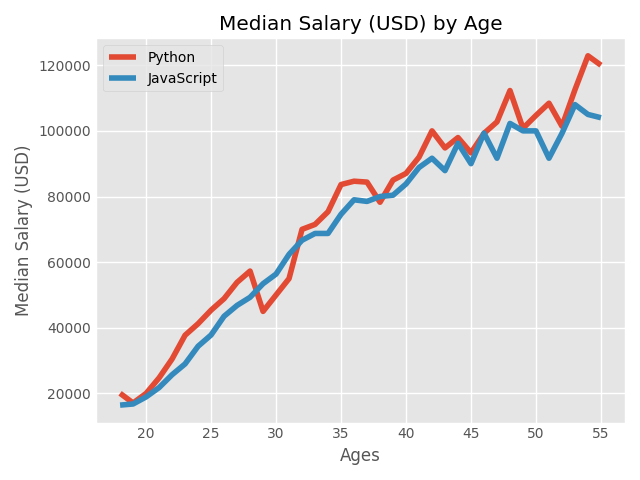 Median Salary (USD) by Age
Python
JavaScript
Median Salary (USD)
120000
100000
80000
60000
40000
20000
20 25 30 35 40 45 50 55
Ages